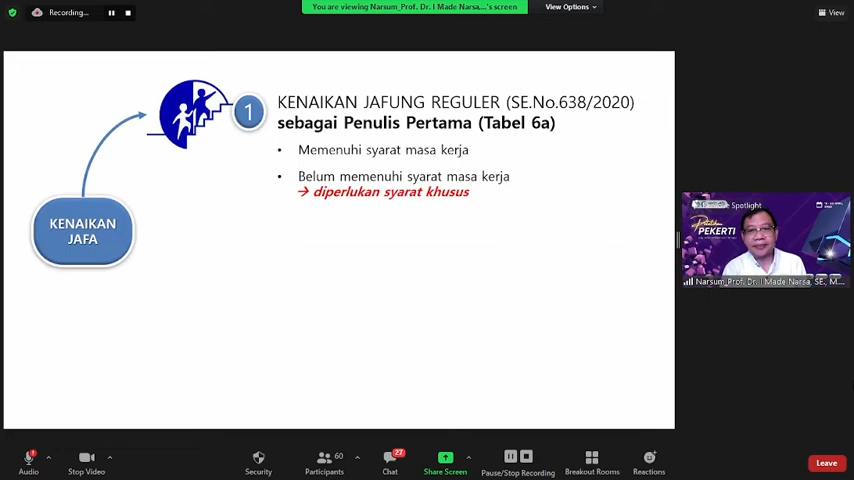 Recording...
You are viewing Narsum_Prof. Dr. I Made Narsa,...'s screen
View Options
View
1
KENAIKAN JAFUNG REGULER (SE.No.638/2020)
sebagai Penulis Pertama (Tabel 6a)
• Memenuhi syarat masa kerja
• Belum memenuhi syarat masa kerja
→ diperlukan syarat khusus
KENAIKAN
JAFA
Spotlight
Pelatihan
PEKERTI
Narsum_Prof. Dr. I Made Narsa, SE., M....
Audio
Stop Video
Security
60
Participants
27
Chat
Share Screen
Pause/Stop Recording
Breakout Rooms
Reactions
Leave